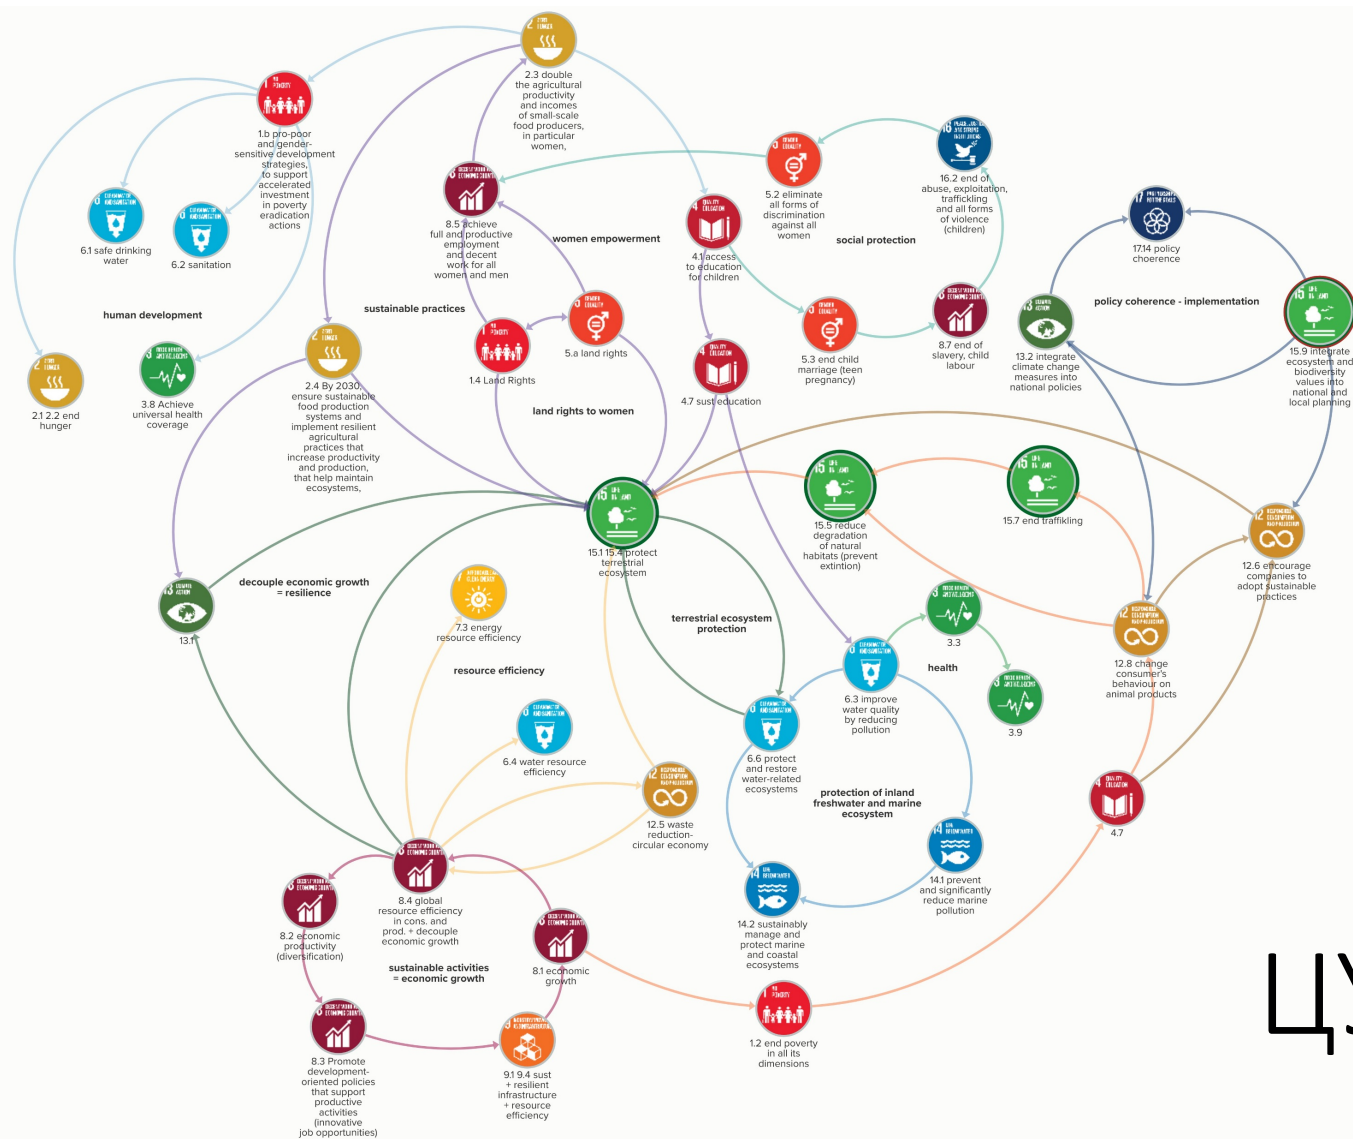 2.3 double
the agricultural
productivity
and incomes
of small-scale
food producers,
in particular
women,
1.b pro-poor
and gender-
sensitive development
strategies,
to support
accelerated
investment
in poverty
eradication
actions
6.1 safe drinking
water
6.2 sanitation
human development
2.1 2.2 end
hunger
3.8 Achieve
universal health
coverage
8.5 achieve
full and productive
employment
and decent
work for all
women and men
women empowerment
sustainable practices
2.4 By 2030,
ensure sustainable
food production
systems and
implement resilient
agricultural
practices that
increase productivity
and production,
that help maintain
ecosystems,
1.4 Land Rights
5.a land rights
land rights to women
4.1 access
to education
for children
4.7 sust education
5.2 eliminate
all forms of
discrimination
against all
women
social protection
16.2 end of
abuse, exploitation,
traffickling
and all forms
of violence
(children)
5.3 end child
marriage (teen
pregnancy)
8.7 end of
slavery, child
labour
17.14 policy
choerence
policy coherence - implementation
13.2 integrate
climate change
measures into
national policies
15.9 integrate
ecosystem and
biodiversity
values into
national and
local planning
15.1 15.4 protect
terrestrial
ecosystem
15.5 reduce
degradation
of natural
habitats (prevent
extintion)
15.7 end traffikling
12.6 encourage
companies to
adopt sustainable
practices
12.8 change
consumer's
behaviour on
animal products
decouple economic growth
= resilience
13.1
7.3 energy
resource efficiency
resource efficiency
6.4 water resource
efficiency
terrestrial ecosystem
protection
3.3
health
3.9
6.3 improve
water quality
by reducing
pollution
6.6 protect
and restore
water-related
ecosystems
protection of inland
freshwater and marine
ecosystem
12.5 waste
reduction-
circular economy
4.7
14.1 prevent
and significantly
reduce marine
pollution
14.2 sustainably
manage and
protect marine
and coastal
ecosystems
8.4 global
resource efficiency
in cons. and
prod. + decouple
economic growth
8.2 economic
productivity
(diversification)
sustainable activities
= economic growth
8.1 economic
growth
8.3 Promote
development-
oriented policies
that support
productive
activities
(innovative
job opportunities)
9.1 9.4 sust
+ resilient
infrastructure
+ resource
efficiency
1.2 end poverty
in all its
dimensions